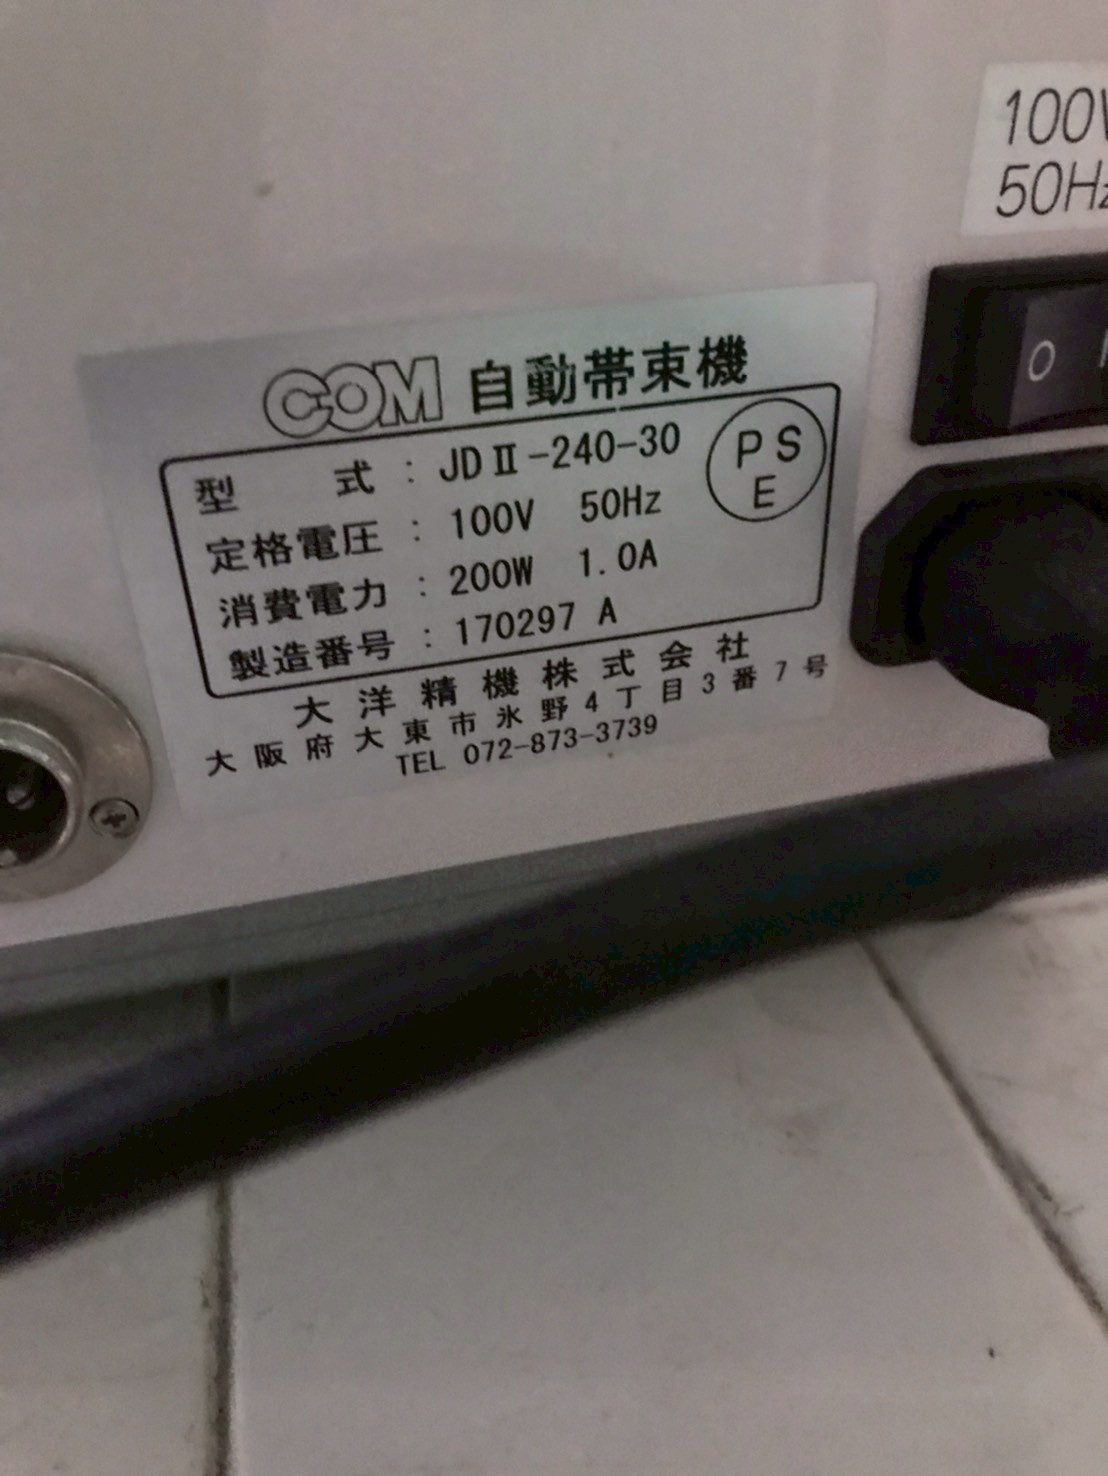 100V
50Hz
O
COM 自動帯束機
型 式 : JDⅡ-240-30
PS
E
定格電圧 : 100V 50Hz
消費電力 : 200W 1.0A
製造番号 : 170297 A
大洋精機株式会社
大阪府大東市氷野4丁目3番7号
TEL 072-873-3739